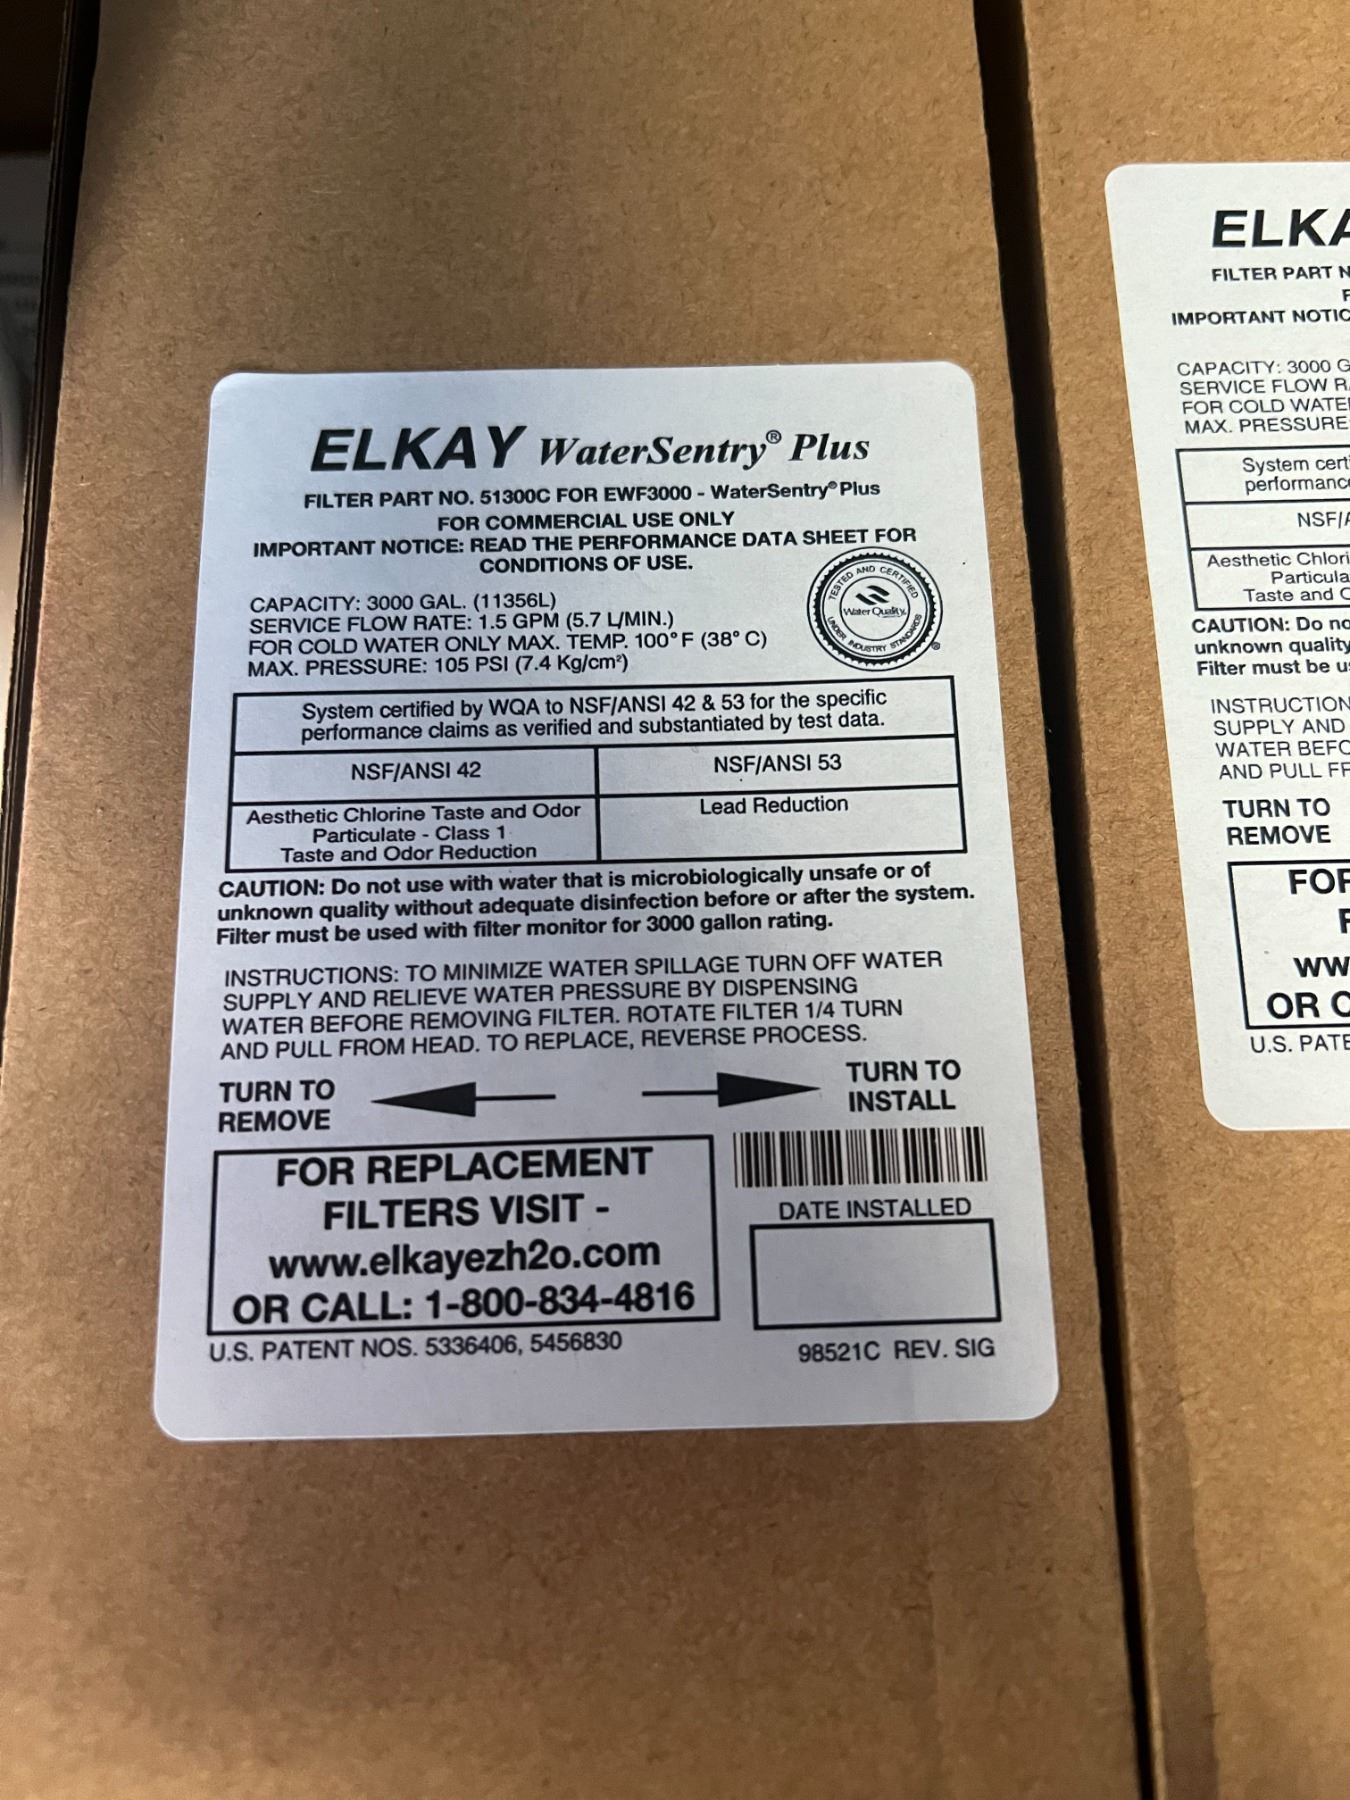 ELKAY WaterSentry® Plus
FILTER PART NO. 51300C FOR EWF3000 - WaterSentry® Plus
FOR COMMERCIAL USE ONLY
IMPORTANT NOTICE: READ THE PERFORMANCE DATA SHEET FOR
CONDITIONS OF USE.
CAPACITY: 3000 GAL. (11356L)
SERVICE FLOW RATE: 1.5 GPM (5.7 L/MIN.)
FOR COLD WATER ONLY MAX. TEMP. 100° F (38° C)
MAX. PRESSURE: 105 PSI (7.4 Kg/cm²)
TESTED AND CERTIFIED
Water Quality
UNDER INDUSTRY STANDARDS
®
System certified by WQA to NSF/ANSI 42 & 53 for the specific
performance claims as verified and substantiated by test data.
NSF/ANSI 42
NSF/ANSI 53
Aesthetic Chlorine Taste and Odor
Particulate - Class 1
Taste and Odor Reduction
Lead Reduction
CAUTION: Do not use with water that is microbiologically unsafe or of
unknown quality without adequate disinfection before or after the system.
Filter must be used with filter monitor for 3000 gallon rating.
INSTRUCTIONS: TO MINIMIZE WATER SPILLAGE TURN OFF WATER
SUPPLY AND RELIEVE WATER PRESSURE BY DISPENSING
WATER BEFORE REMOVING FILTER. ROTATE FILTER 1/4 TURN
AND PULL FROM HEAD. TO REPLACE, REVERSE PROCESS.
TURN TO
REMOVE
TURN TO
INSTALL
FOR REPLACEMENT
FILTERS VISIT -
www.elkayezh2o.com
OR CALL: 1-800-834-4816
DATE INSTALLED
U.S. PATENT NOS. 5336406, 5456830
98521C REV. SIG
ELKA
FILTER PART N
F
IMPORTANT NOTIC
CAPACITY: 3000 G
SERVICE FLOW R
FOR COLD WATE
MAX. PRESSURE
System certi
performanc
NSF/A
Aesthetic Chlori
Particula
Taste and O
CAUTION: Do no
unknown quality
Filter must be u
INSTRUCTION
SUPPLY AND
WATER BEFO
AND PULL FR
TURN TO
REMOVE
FOR
F
ww
OR C
U.S. PATE